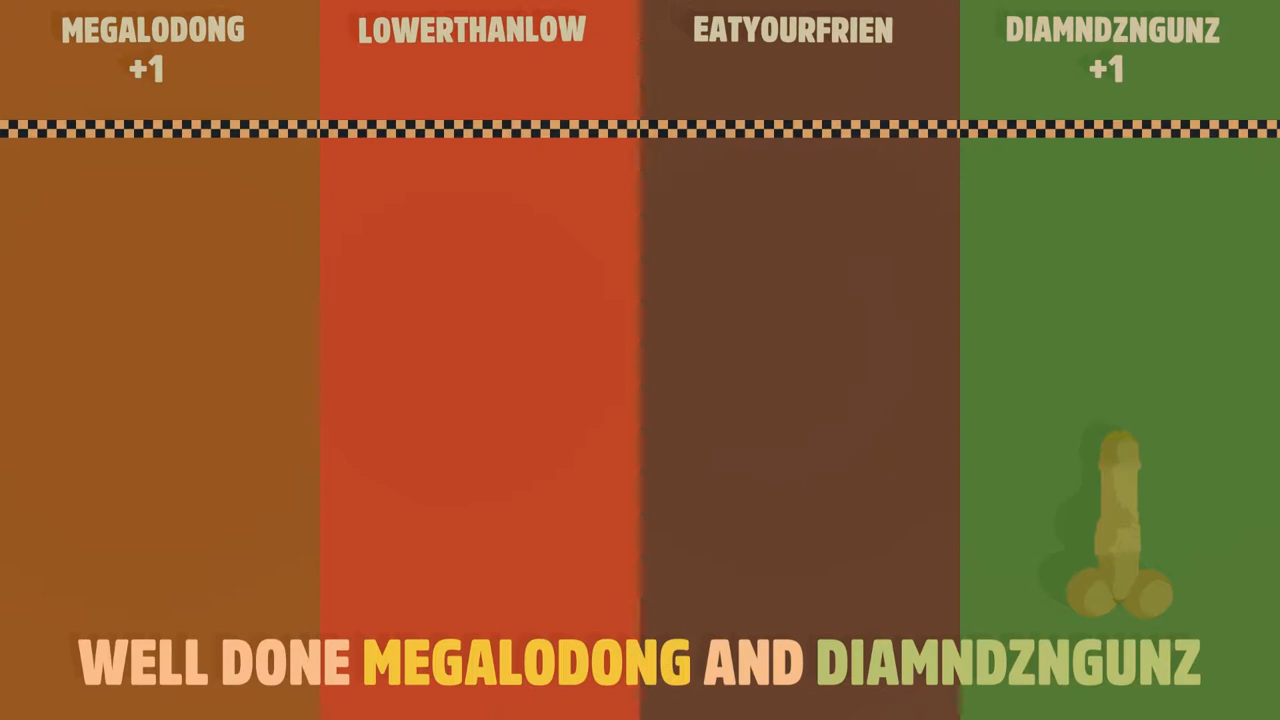 MEGALODONG LOWERTHANLOW EATYOURFRIEN DIAMNDZNGUNZ
+1 +1
WELL DONE MEGALODONG AND DIAMNDZNGUNZ